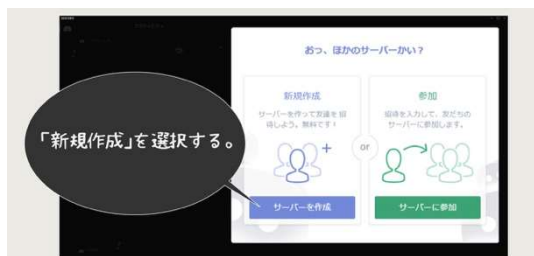 おっ、ほかのサーバーかい？
新規作成
サーバーを作って友達を招
待しよう。無料です！
参加
招待を入力して、友だちの
サーバーに参加します。
「新規作成」を選択する。
or
サーバーを作成
サーバーに参加